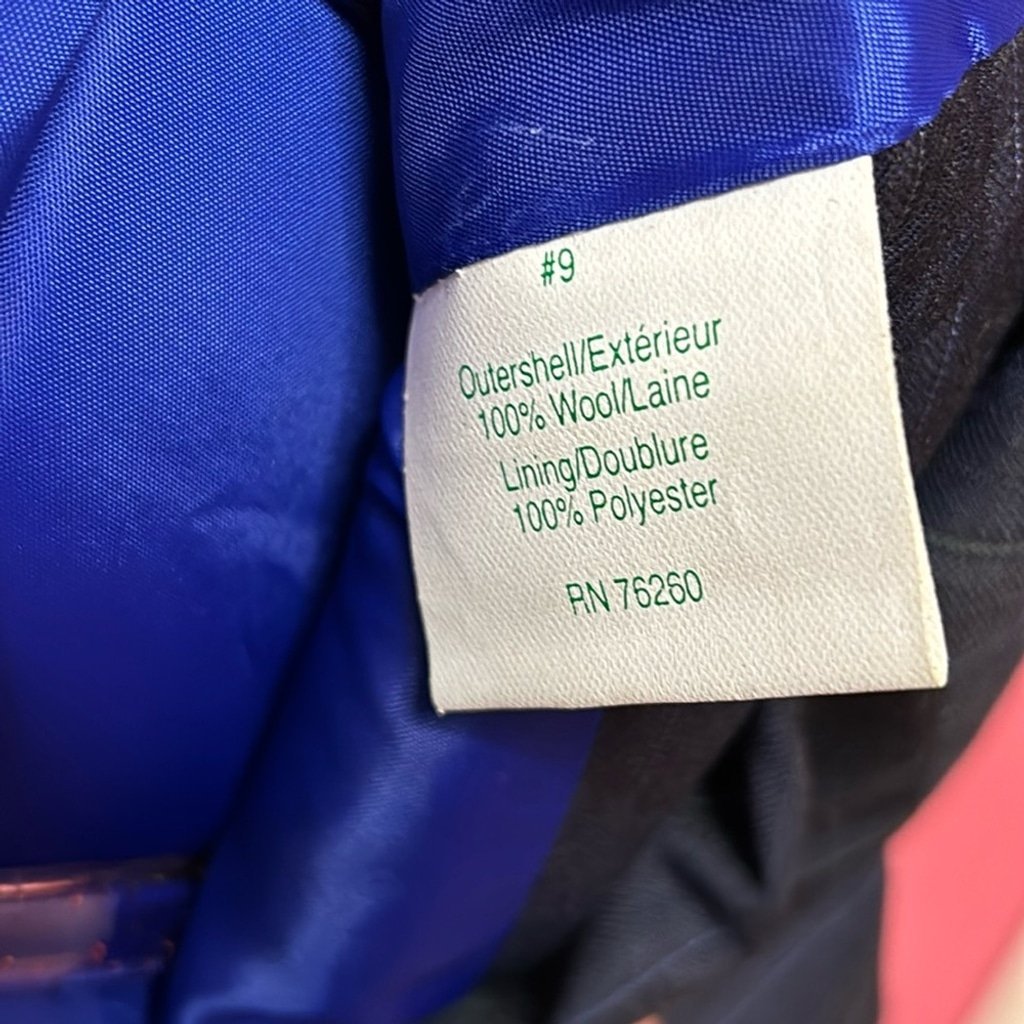 #9
Outershell/Extérieur
100% Wool/Laine
Lining/Doublure
100% Polyester
RN 76260